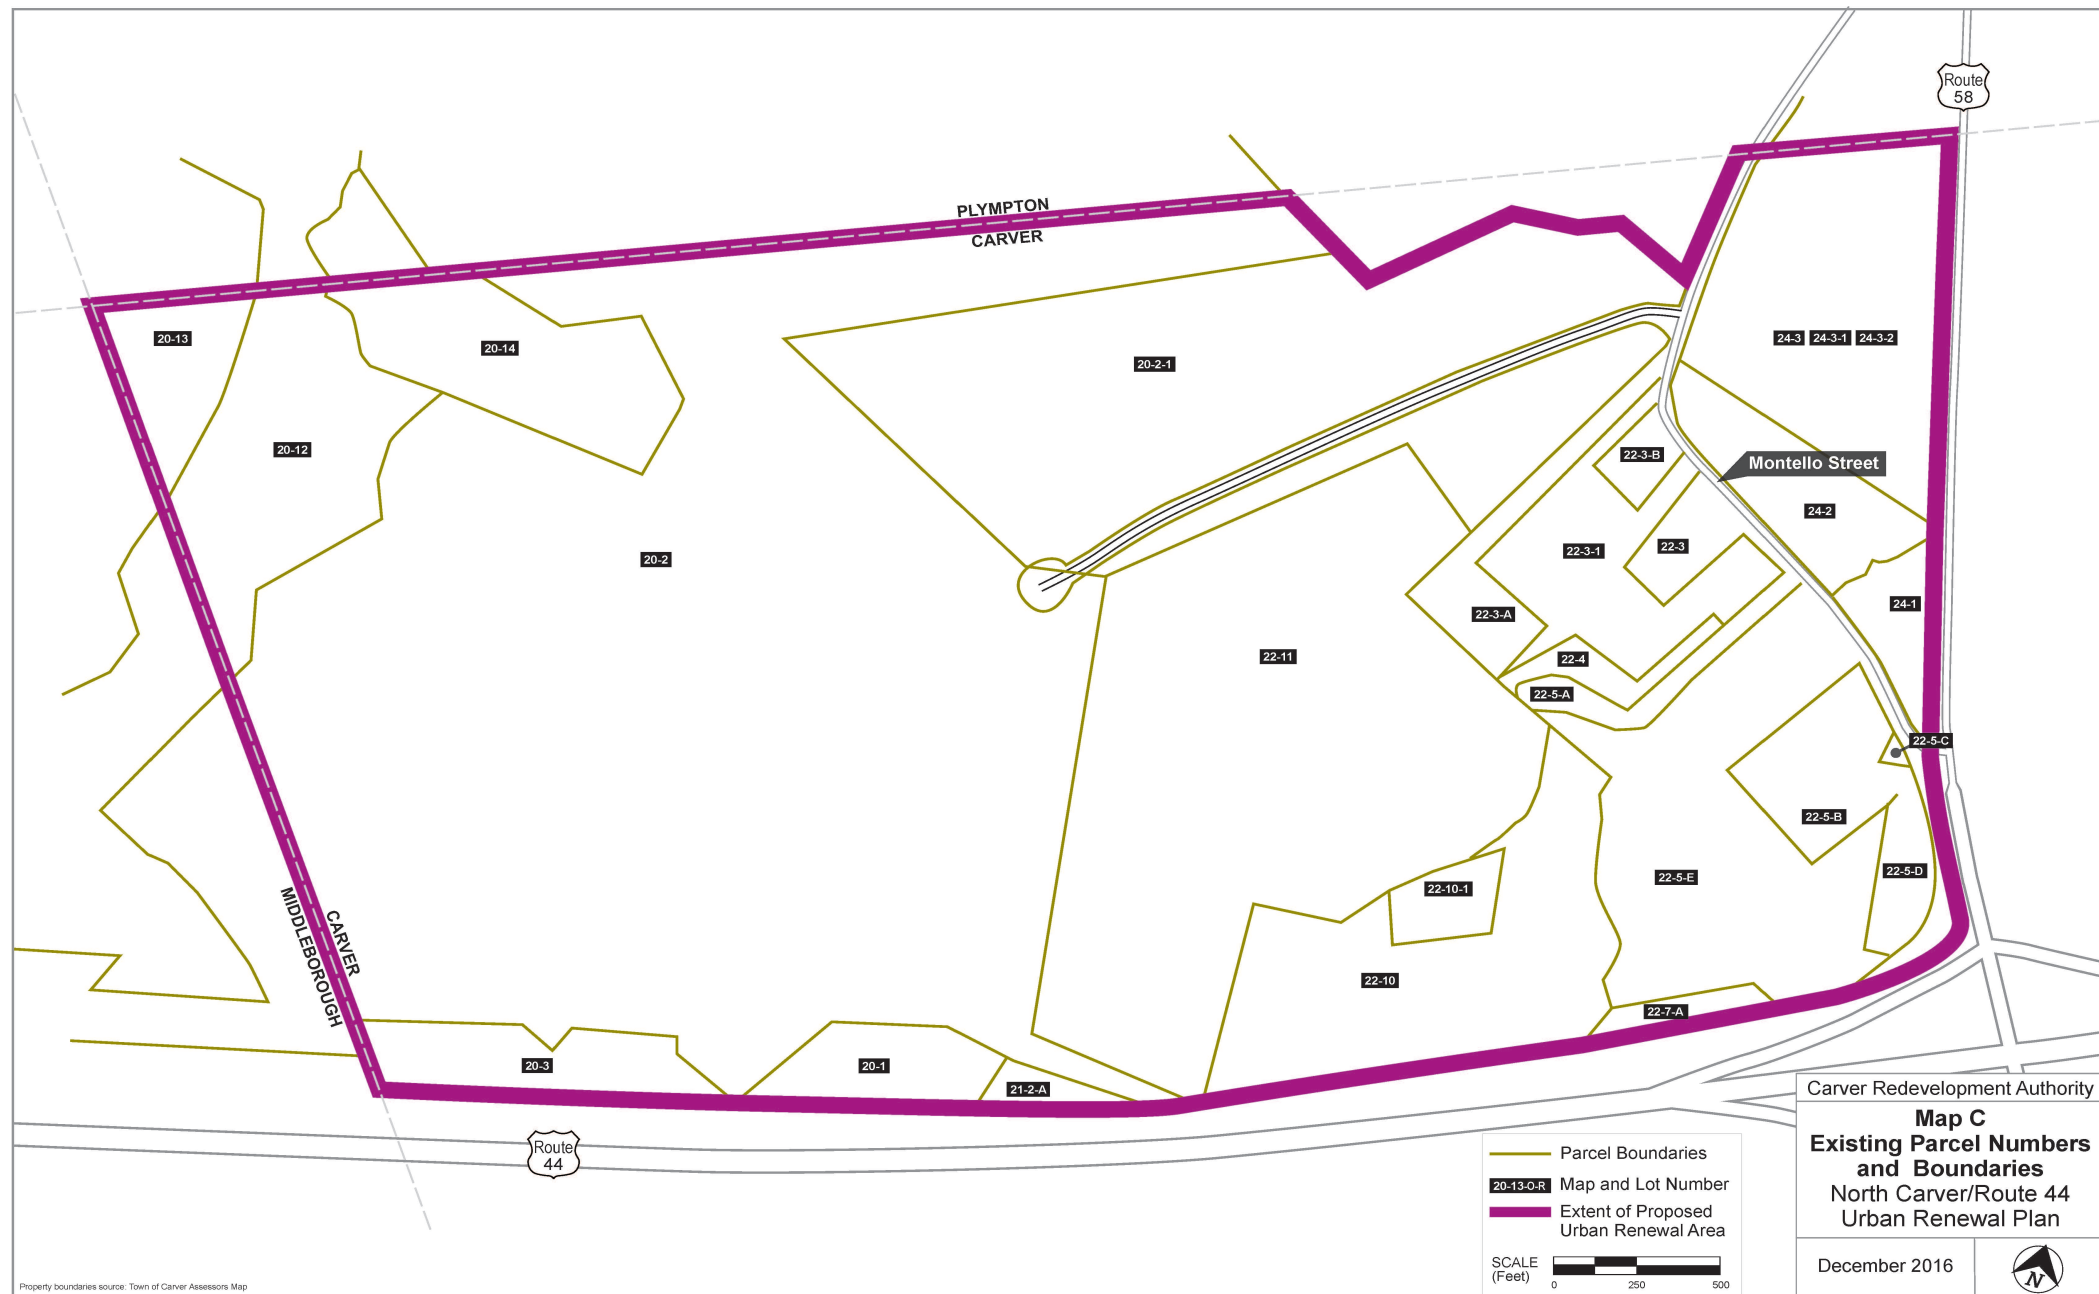 Route
58
PLYMPTON
CARVER
20-13
20-14
20-2-1
24-3
24-3-1
24-3-2
20-12
22-3-B
Montello Street
24-2
20-2
22-3-1
22-3
24-1
22-3-A
22-11
22-4
22-5-A
22-5-C
22-5-B
22-5-D
22-5-E
22-10-1
CARVER
MIDDLEBOROUGH
22-10
22-7-A
20-3
20-1
21-2-A
Route
44
Parcel Boundaries
20-13-O-R Map and Lot Number
Extent of Proposed
Urban Renewal Area
SCALE
(Feet)
0 250 500
Carver Redevelopment Authority
Map C
Existing Parcel Numbers
and Boundaries
North Carver/Route 44
Urban Renewal Plan
December 2016
N
Property boundaries source: Town of Carver Assessors Map